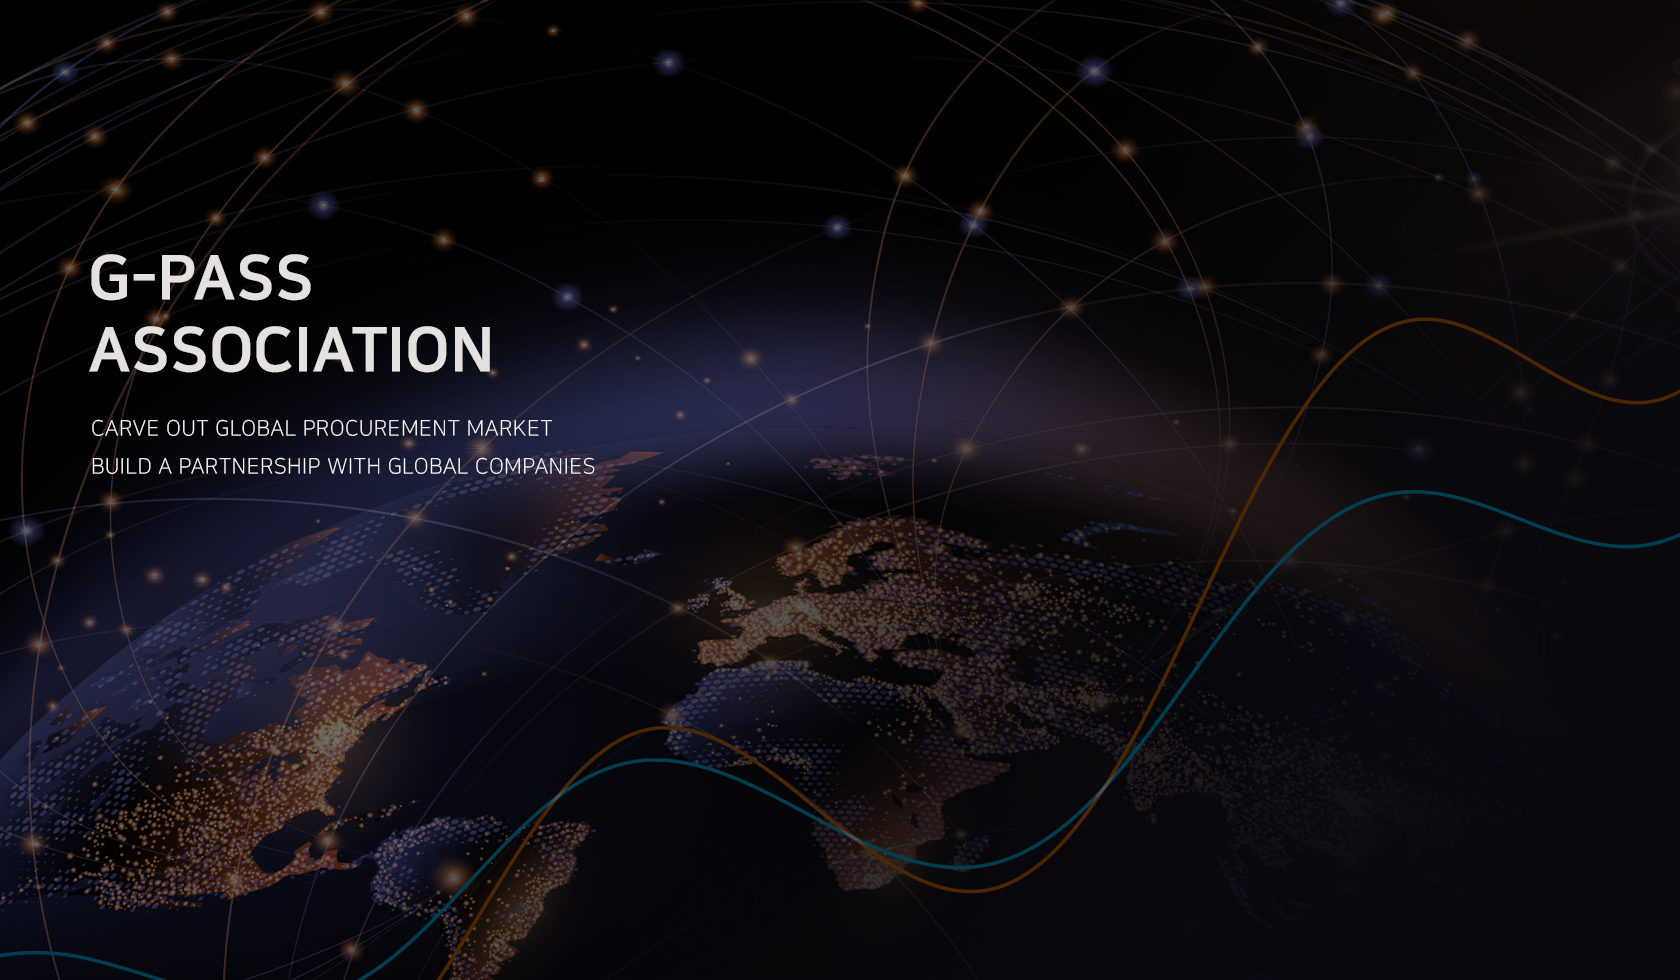 G-PASS
ASSOCIATION
CARVE OUT GLOBAL PROCUREMENT MARKET
BUILD A PARTNERSHIP WITH GLOBAL COMPANIES